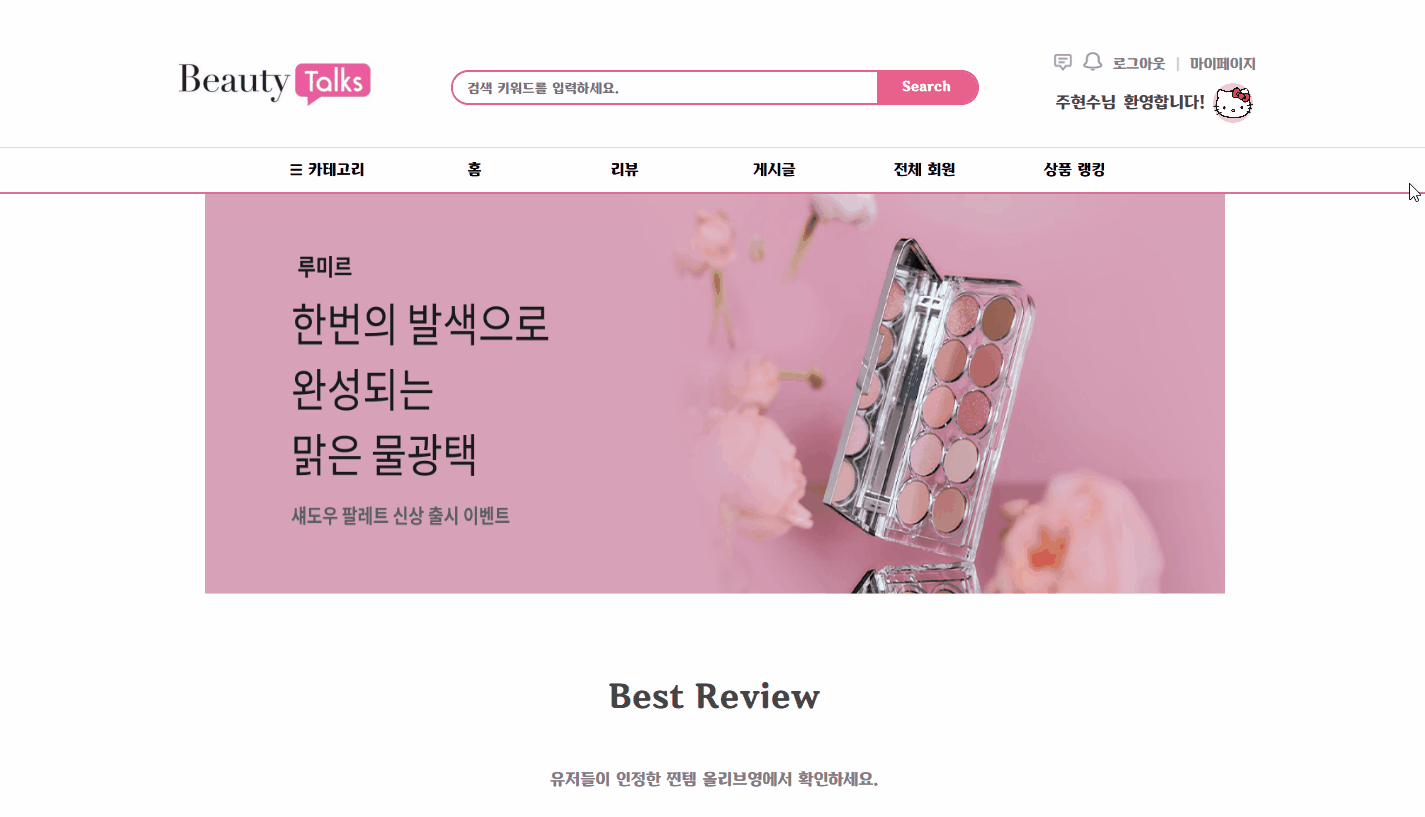 Beauty Talks
검색 키워드를 입력하세요.
Search
로그아웃 | 마이페이지
주현수님 환영합니다!
☰ 카테고리
홈
리뷰
게시글
전체 회원
상품 랭킹
루미르
한번의 발색으로
완성되는
맑은 물광택
섀도우 팔레트 신상 출시 이벤트
Best Review
유저들이 인정한 찐템 올리브영에서 확인하세요.